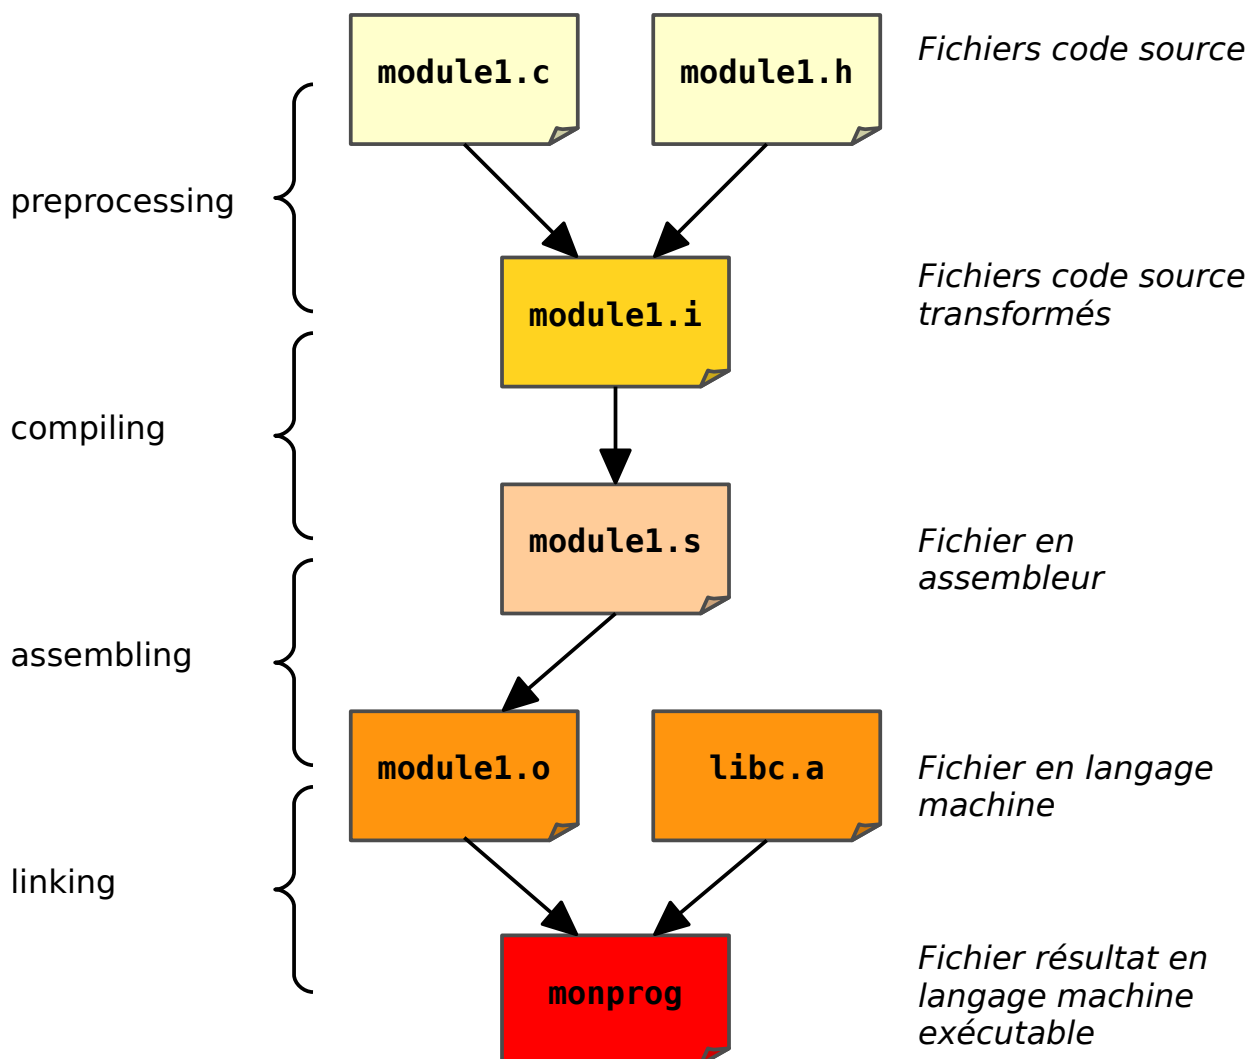 module1.c
module1.h
Fichiers code source
preprocessing
module1.i
Fichiers code source
transformés
compiling
module1.s
Fichier en
assembleur
assembling
module1.o
libc.a
Fichier en langage
machine
linking
monprog
Fichier résultat en
langage machine
exécutable